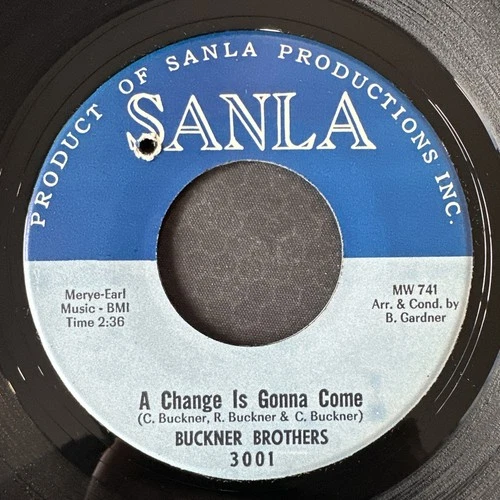 PRODUCT OF SANLA PRODUCTIONS INC.
SANLA
Merye-Earl
Music - BMI
Time 2:36
MW 741
Arr. & Cond. by
B. Gardner
A Change Is Gonna Come
(C. Buckner, R. Buckner & C. Buckner)
BUCKNER BROTHERS
3001